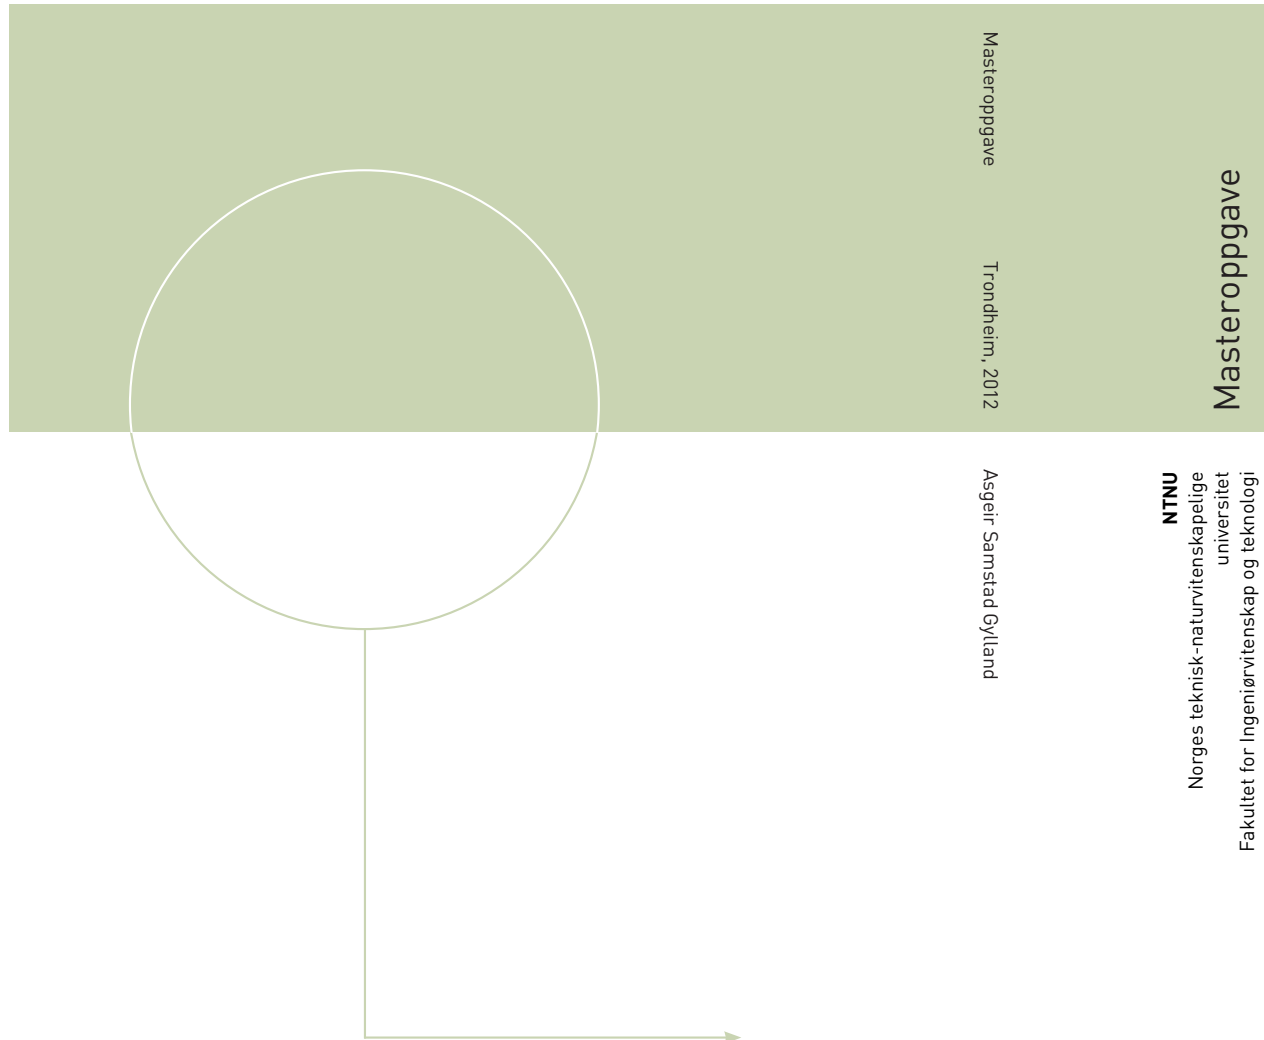 Masteroppgave
Trondheim, 2012
Asgeir Samstad Gylland
Masteroppgave
NTNU
Norges teknisk-naturvitenskapelige
universitet
Fakultet for Ingeniørvitenskap og teknologi